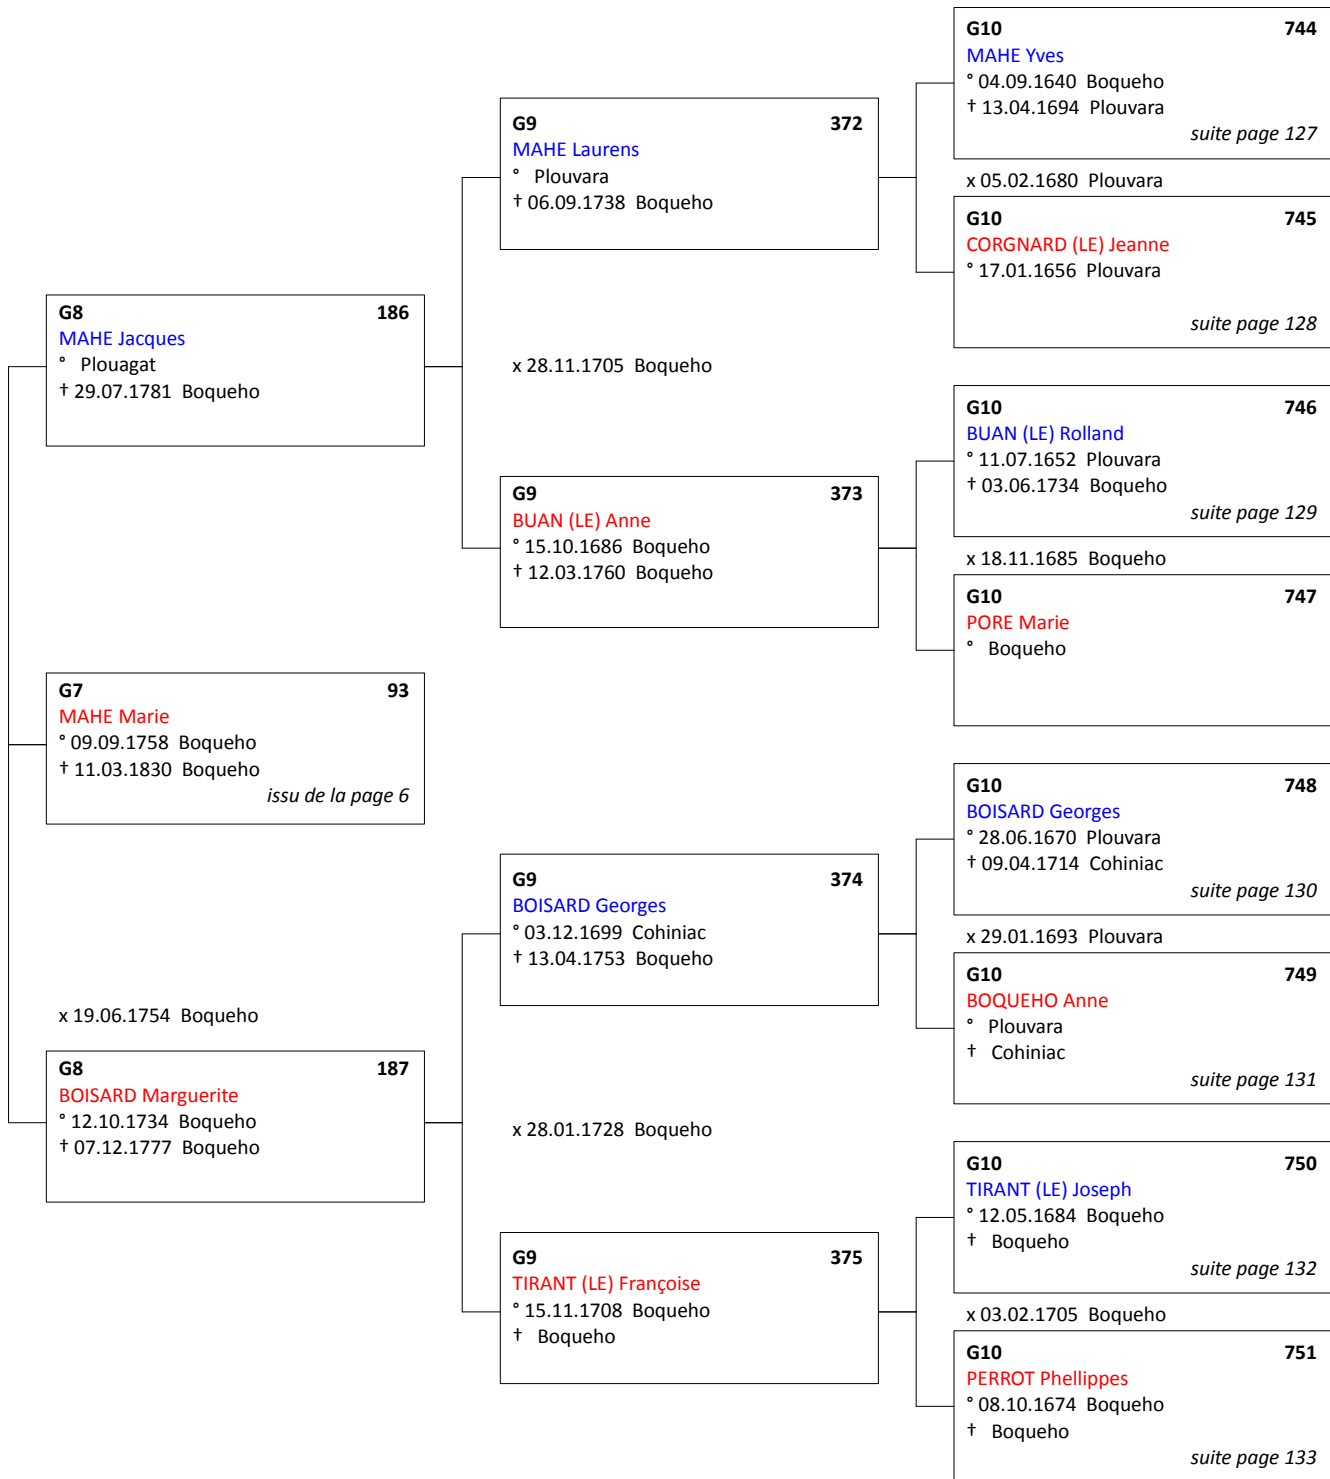 G10 744
MAHE Yves
° 04.09.1640 Boqueho
† 13.04.1694 Plouvara
suite page 127
x 05.02.1680 Plouvara
G10 745
CORGNARD (LE) Jeanne
° 17.01.1656 Plouvara
suite page 128
G9 372
MAHE Laurens
° Plouvara
† 06.09.1738 Boqueho
G8 186
MAHE Jacques
° Plouagat
† 29.07.1781 Boqueho
x 28.11.1705 Boqueho
G10 746
BUAN (LE) Rolland
° 11.07.1652 Plouvara
† 03.06.1734 Boqueho
suite page 129
x 18.11.1685 Boqueho
G9 373
BUAN (LE) Anne
° 15.10.1686 Boqueho
† 12.03.1760 Boqueho
G10 747
PORE Marie
° Boqueho
G7 93
MAHE Marie
° 09.09.1758 Boqueho
† 11.03.1830 Boqueho
issu de la page 6
G10 748
BOISARD Georges
° 28.06.1670 Plouvara
† 09.04.1714 Cohiniac
suite page 130
x 29.01.1693 Plouvara
G9 374
BOISARD Georges
° 03.12.1699 Cohiniac
† 13.04.1753 Boqueho
G10 749
BOQUEHO Anne
° Plouvara
† Cohiniac
suite page 131
x 19.06.1754 Boqueho
G8 187
BOISARD Marguerite
° 12.10.1734 Boqueho
† 07.12.1777 Boqueho
x 28.01.1728 Boqueho
G10 750
TIRANT (LE) Joseph
° 12.05.1684 Boqueho
† Boqueho
suite page 132
x 03.02.1705 Boqueho
G9 375
TIRANT (LE) Françoise
° 15.11.1708 Boqueho
† Boqueho
G10 751
PERROT Phellippes
° 08.10.1674 Boqueho
† Boqueho
suite page 133